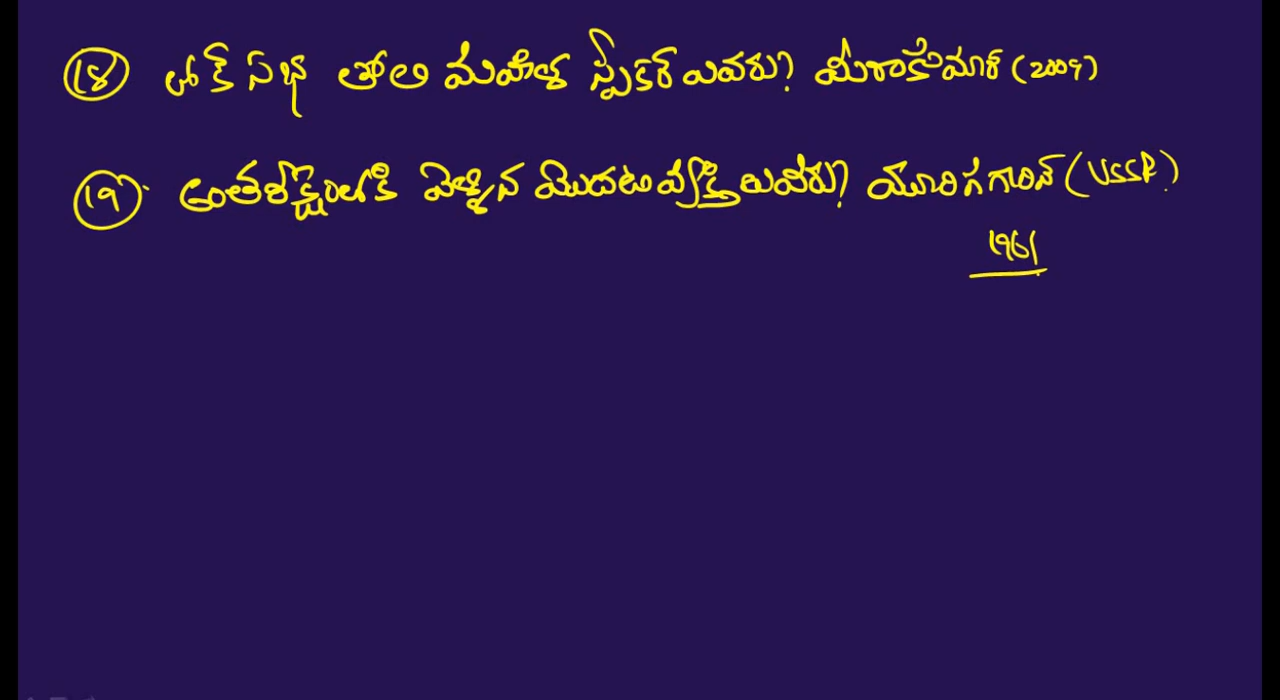 (18) లోక్ సభ తొలి మహిళ స్పీకర్ ఎవరు? మీరాకుమార్ (2009)
(19). అంతరిక్షంలోకి వెళ్ళిన మొదటి వ్యక్తి ఎవరు? యూరి గగారిన్ (USSR)
1961